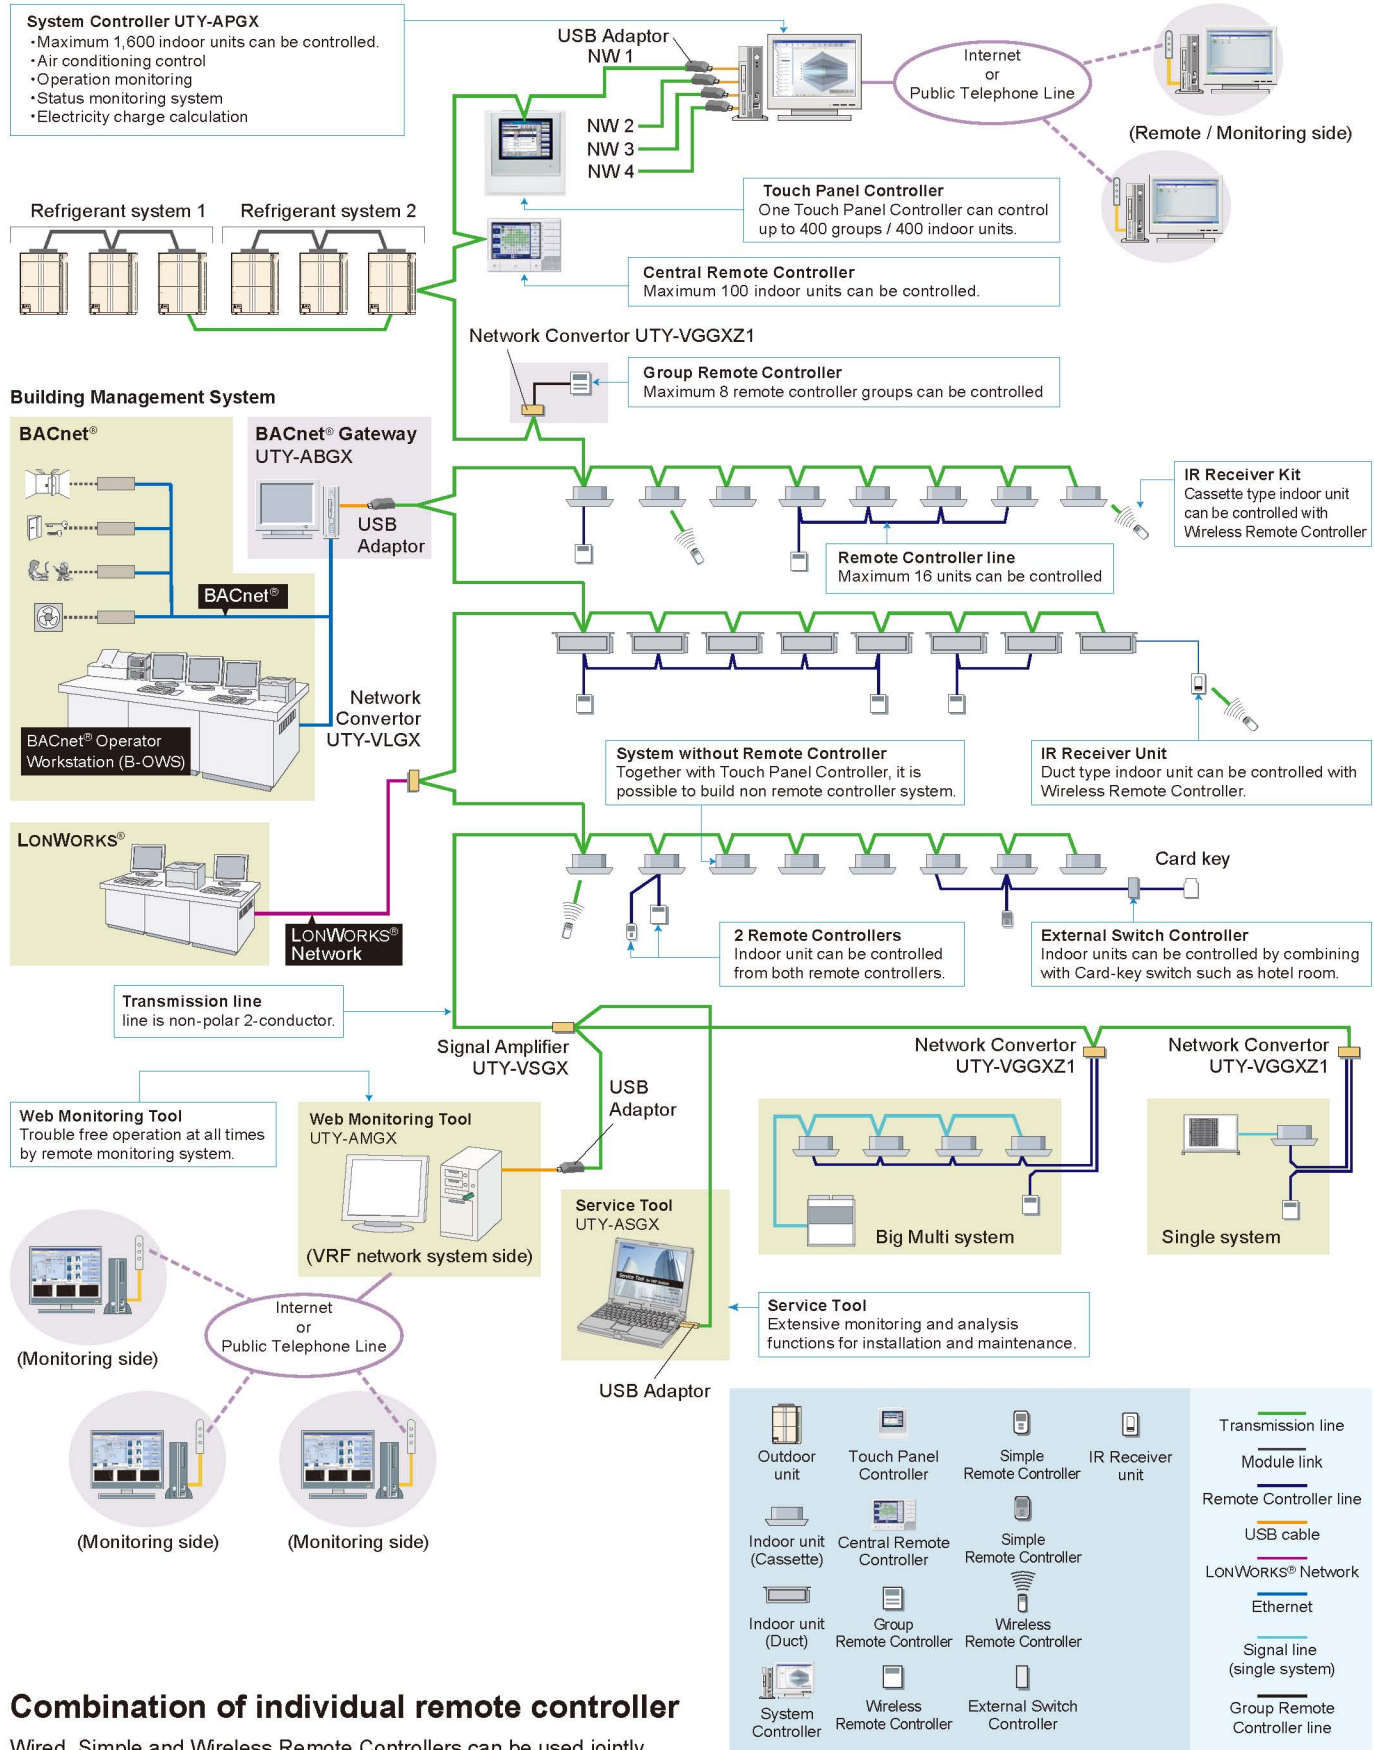 System Controller UTY-APGX
・Maximum 1,600 indoor units can be controlled.
・Air conditioning control
・Operation monitoring
・Status monitoring system
・Electricity charge calculation
USB Adaptor
NW 1
NW 2
NW 3
NW 4
Internet
or
Public Telephone Line
(Remote / Monitoring side)
Touch Panel Controller
One Touch Panel Controller can control
up to 400 groups / 400 indoor units.
Refrigerant system 1
Refrigerant system 2
Central Remote Controller
Maximum 100 indoor units can be controlled.
Network Convertor UTY-VGGXZ1
Group Remote Controller
Maximum 8 remote controller groups can be controlled
Building Management System
BACnet®
BACnet® Gateway
UTY-ABGX
USB
Adaptor
IR Receiver Kit
Cassette type indoor unit
can be controlled with
Wireless Remote Controller
Remote Controller line
Maximum 16 units can be controlled
BACnet®
Network
Convertor
UTY-VLGX
BACnet® Operator
Workstation (B-OWS)
System without Remote Controller
Together with Touch Panel Controller, it is
possible to build non remote controller system.
IR Receiver Unit
Duct type indoor unit can be controlled with
Wireless Remote Controller.
LONWORKS®
Card key
LONWORKS®
Network
2 Remote Controllers
Indoor unit can be controlled
from both remote controllers.
External Switch Controller
Indoor units can be controlled by combining
with Card-key switch such as hotel room.
Transmission line
line is non-polar 2-conductor.
Signal Amplifier
UTY-VSGX
Network Convertor
UTY-VGGXZ1
Network Convertor
UTY-VGGXZ1
USB
Adaptor
Web Monitoring Tool
Trouble free operation at all times
by remote monitoring system.
Web Monitoring Tool
UTY-AMGX
(VRF network system side)
Service Tool
UTY-ASGX
Big Multi system
Single system
Internet
or
Public Telephone Line
(Monitoring side)
Service Tool
Extensive monitoring and analysis
functions for installation and maintenance.
USB Adaptor
(Monitoring side)
(Monitoring side)
Outdoor
unit
Touch Panel
Controller
Simple
Remote Controller
IR Receiver
unit
Indoor unit
(Cassette)
Central Remote
Controller
Simple
Remote Controller
Indoor unit
(Duct)
Group
Remote Controller
Wireless
Remote Controller
System
Controller
Wireless
Remote Controller
External Switch
Controller
Transmission line
Module link
Remote Controller line
USB cable
LONWORKS® Network
Ethernet
Signal line
(single system)
Group Remote
Controller line
Combination of individual remote controller
Wired, Simple and Wireless Remote Controllers can be used jointly